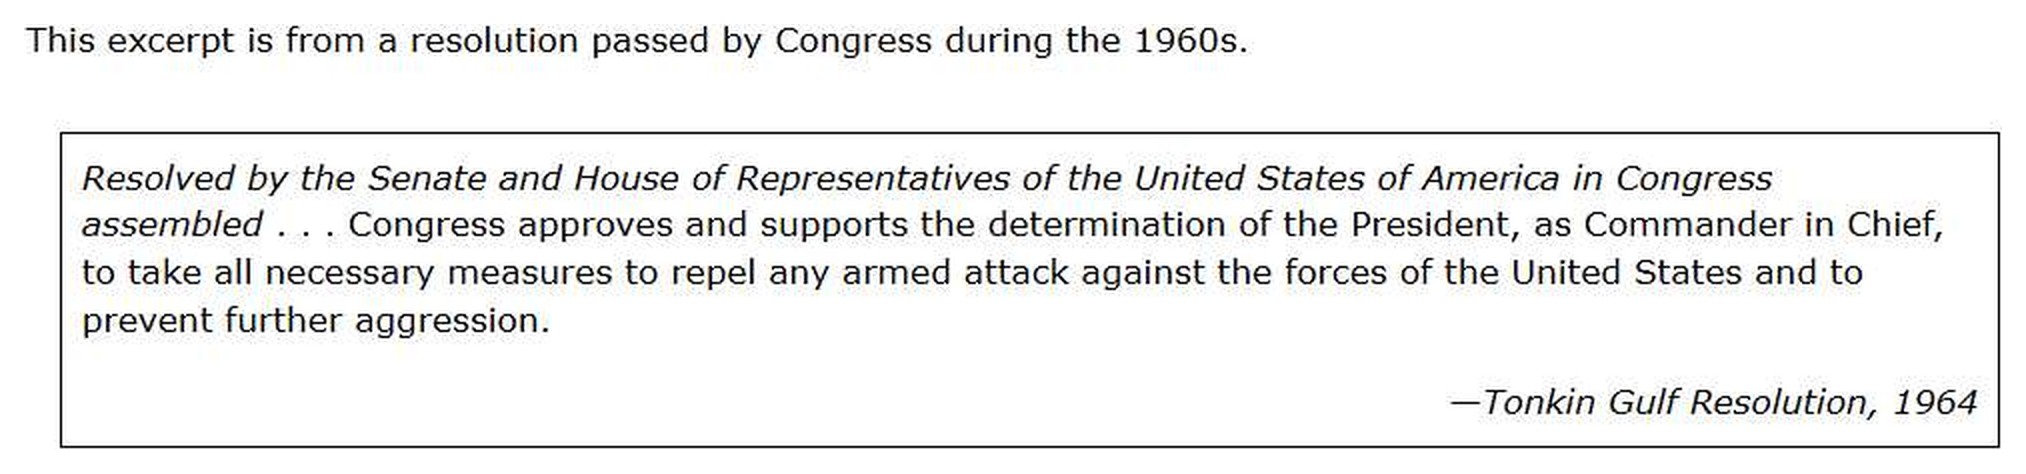 This excerpt is from a resolution passed by Congress during the 1960s.
Resolved by the Senate and House of Representatives of the United States of America in Congress
assembled . . . Congress approves and supports the determination of the President, as Commander in Chief,
to take all necessary measures to repel any armed attack against the forces of the United States and to
prevent further aggression.
—Tonkin Gulf Resolution, 1964